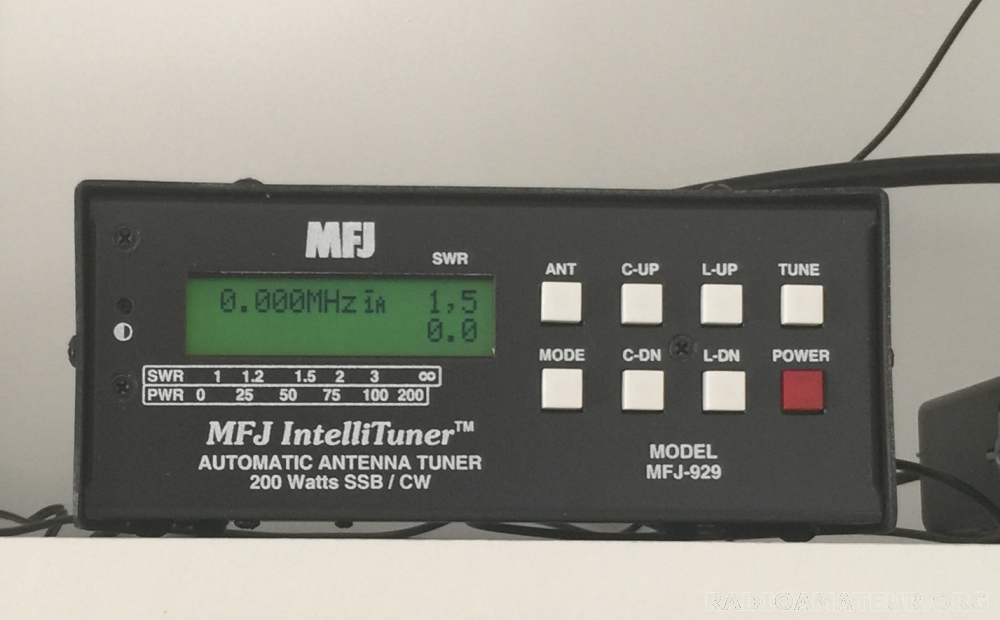 MFJ
SWR
0.000MHz iA 1,5
0.0
SWR 1 1.2 1.5 2 3 ∞
PWR 0 25 50 75 100 200
MFJ IntelliTuner™
AUTOMATIC ANTENNA TUNER
200 Watts SSB / CW
ANT C-UP L-UP TUNE
MODE C-DN L-DN POWER
MODEL
MFJ-929
RADIOAMATEUR.ORG